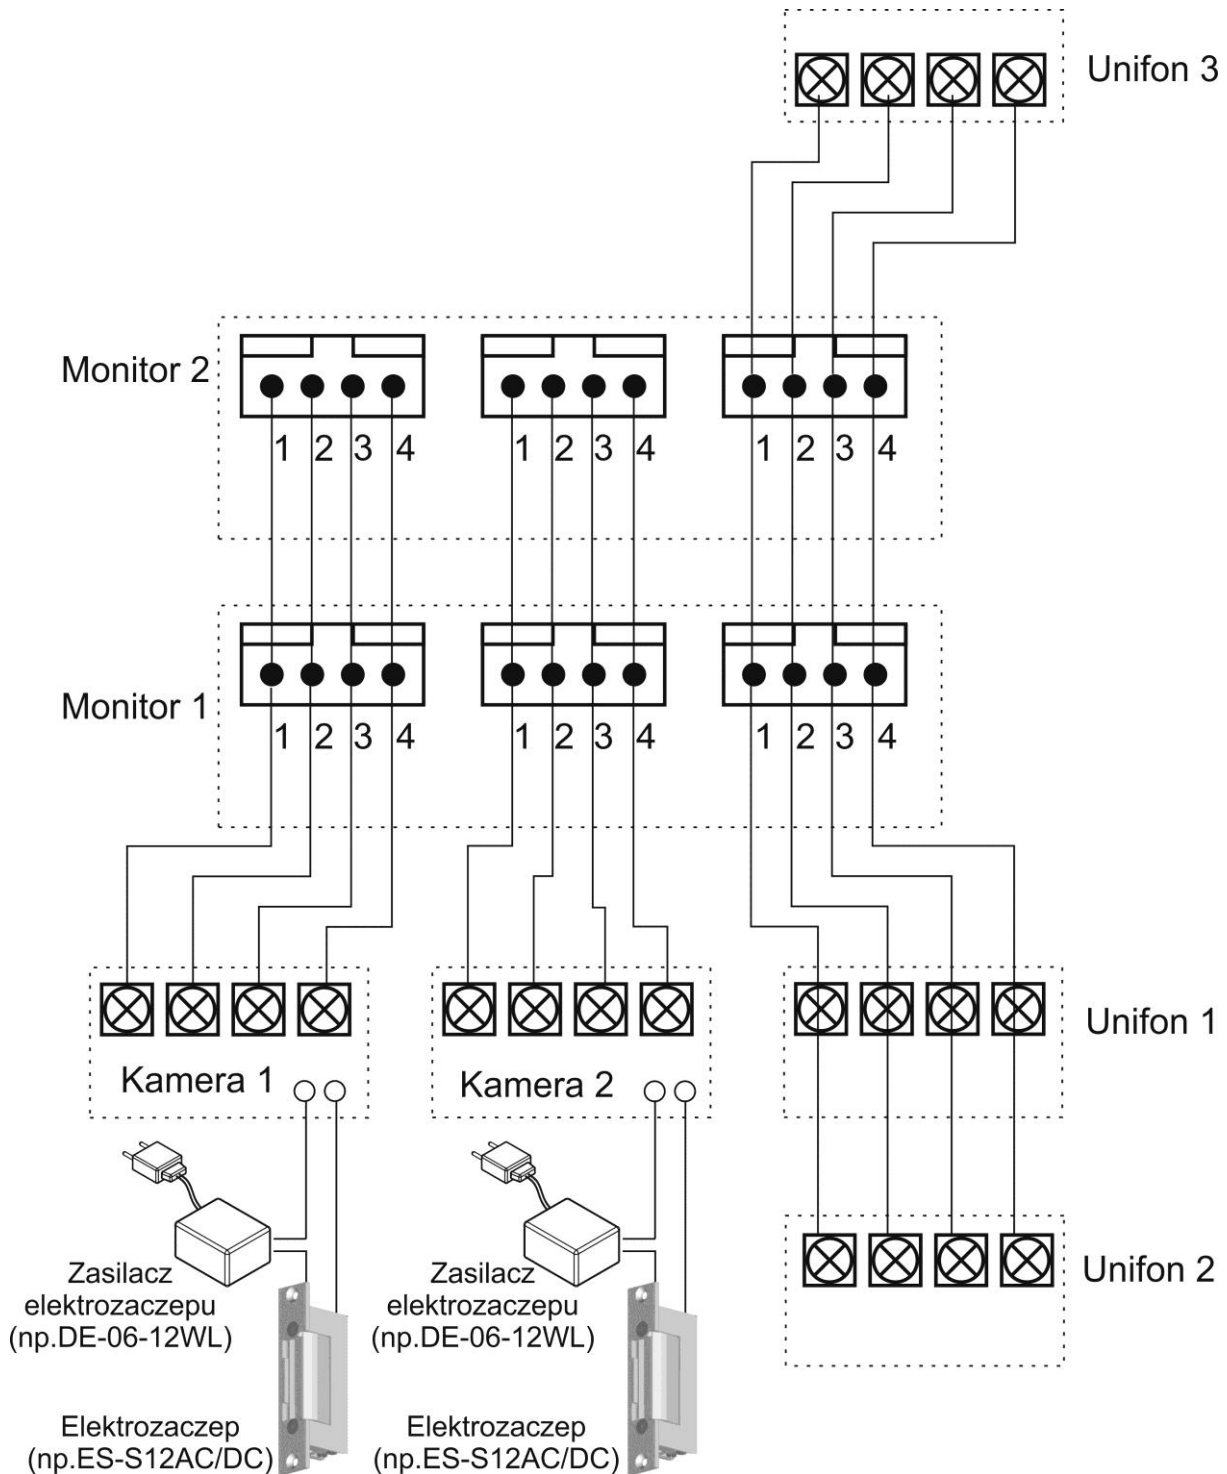 Unifon 3
Monitor 2
1 2 3 4 1 2 3 4 1 2 3 4
Monitor 1
1 2 3 4 1 2 3 4 1 2 3 4
Unifon 1
Kamera 1
Kamera 2
Zasilacz
elektrozaczepu
(np.DE-06-12WL)
Zasilacz
elektrozaczepu
(np.DE-06-12WL)
Unifon 2
Elektrozaczep
(np.ES-S12AC/DC)
Elektrozaczep
(np.ES-S12AC/DC)